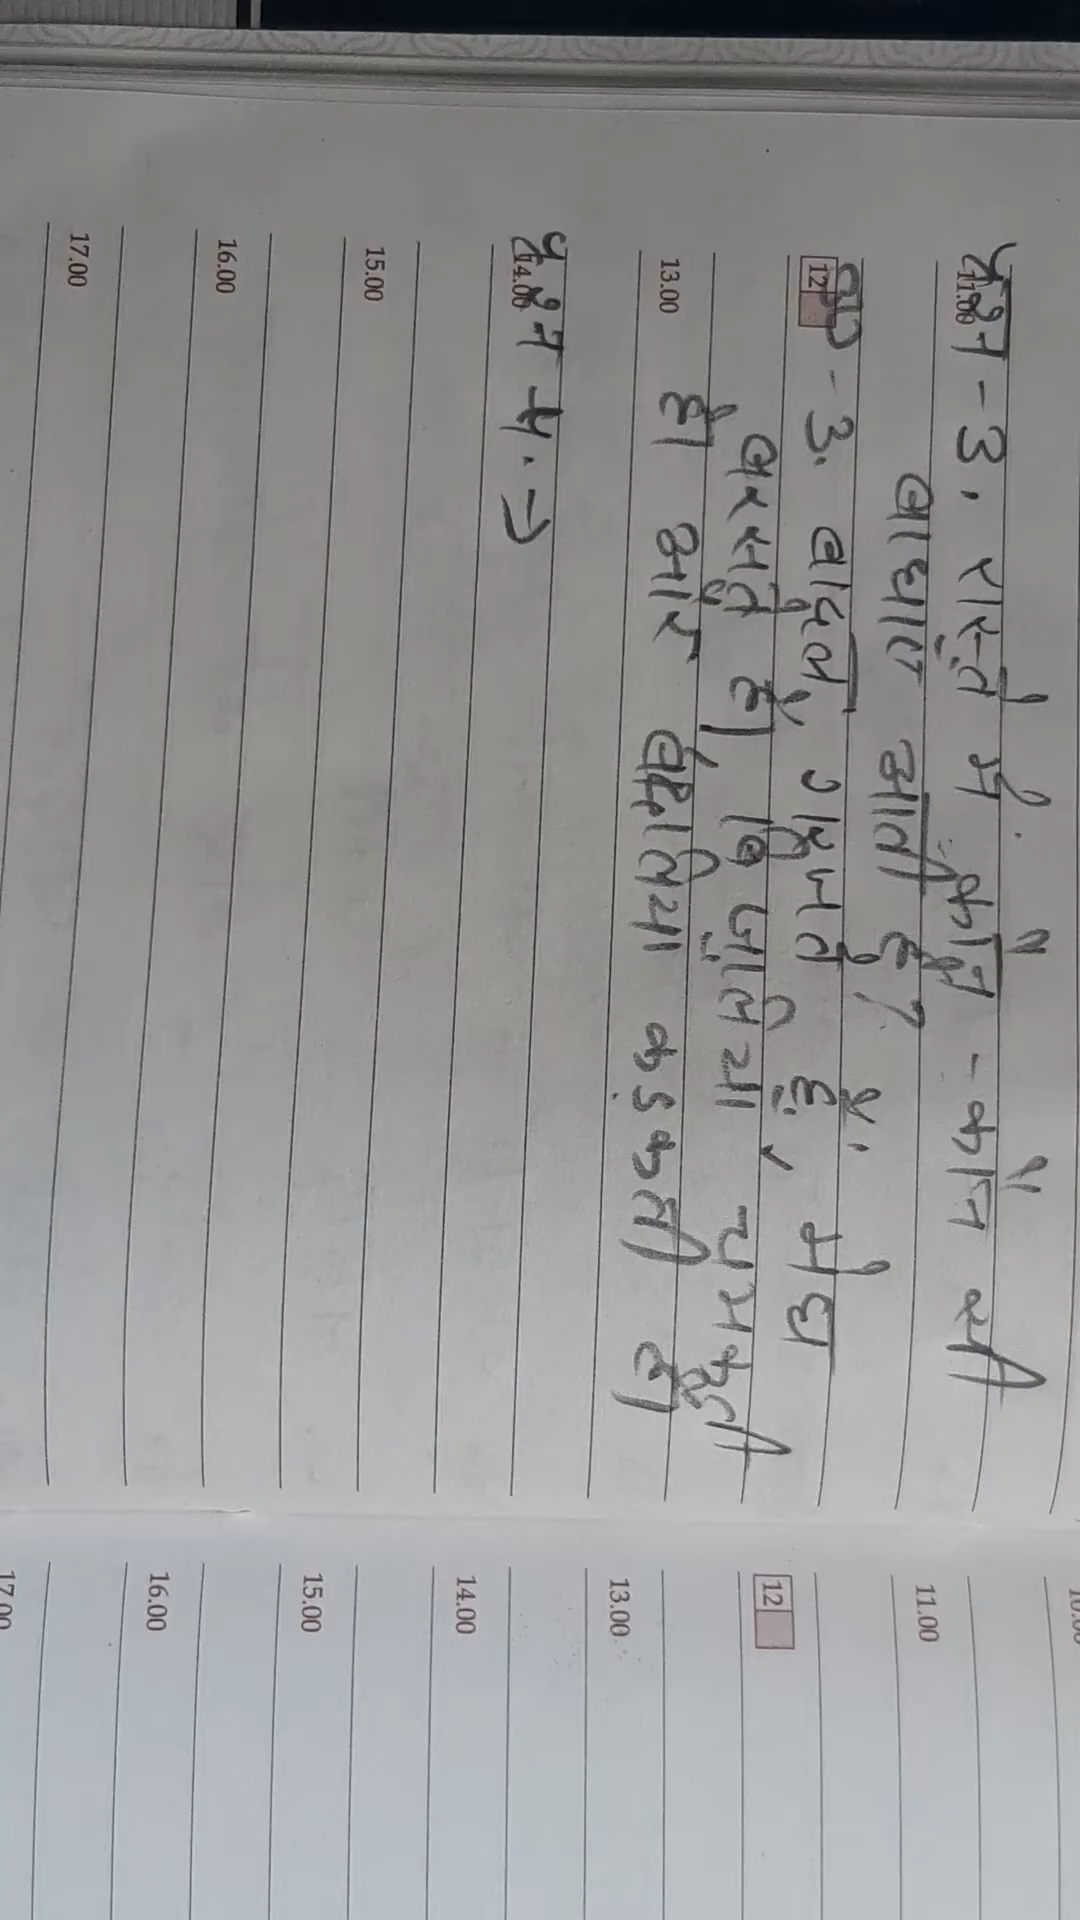 प्रश्न - 3. रास्ते में कौन - कौन सी
11.00
बाधाएँ आती है?
12
उत्तर - 3. बादल, गरजते हैं, मेघ
बरसते है, बिजलियाँ चमकती
13.00
है और बिजलियाँ कड़कती है।
14.00
प्रश्न 4. →
15.00
16.00
17.00
11.00
12
13.00
14.00
15.00
16.00
17.00